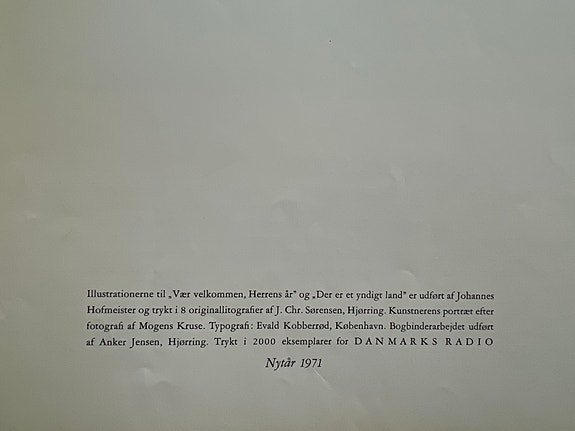 Illustrationerne til „Vær velkommen, Herrens år” og „Der er et yndigt land” er udført af Johannes
Hofmeister og trykt i 8 originallitografier af J. Chr. Sørensen, Hjørring. Kunstnerens portræt efter
fotografi af Mogens Kruse. Typografi: Evald Kobberrød, København. Bogbinderarbejdet udført
af Anker Jensen, Hjørring. Trykt i 2000 eksemplarer for DANMARKS RADIO
Nytår 1971